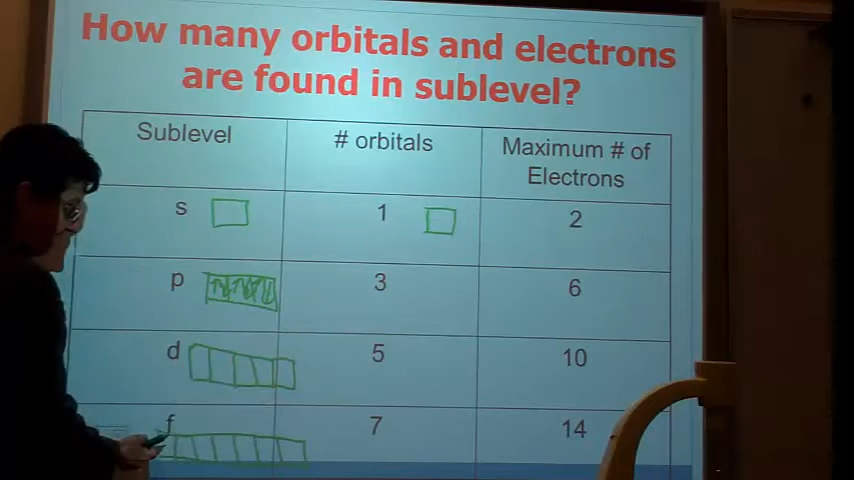 How many orbitals and electrons
are found in sublevel?
Sublevel # orbitals Maximum # of
Electrons
s 1 2
p 3 6
d 5 10
f 7 14